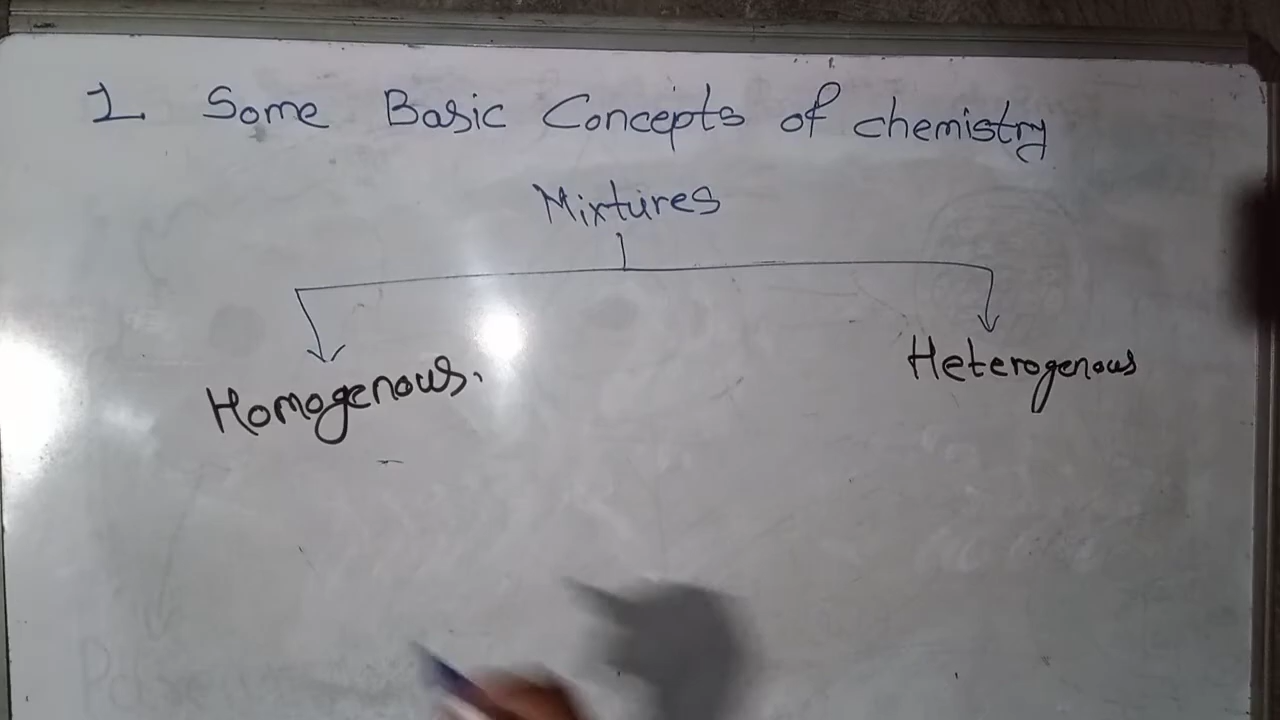 1 Some Basic Concepts of chemistry
Mixtures
Homogenous.
Heterogenous